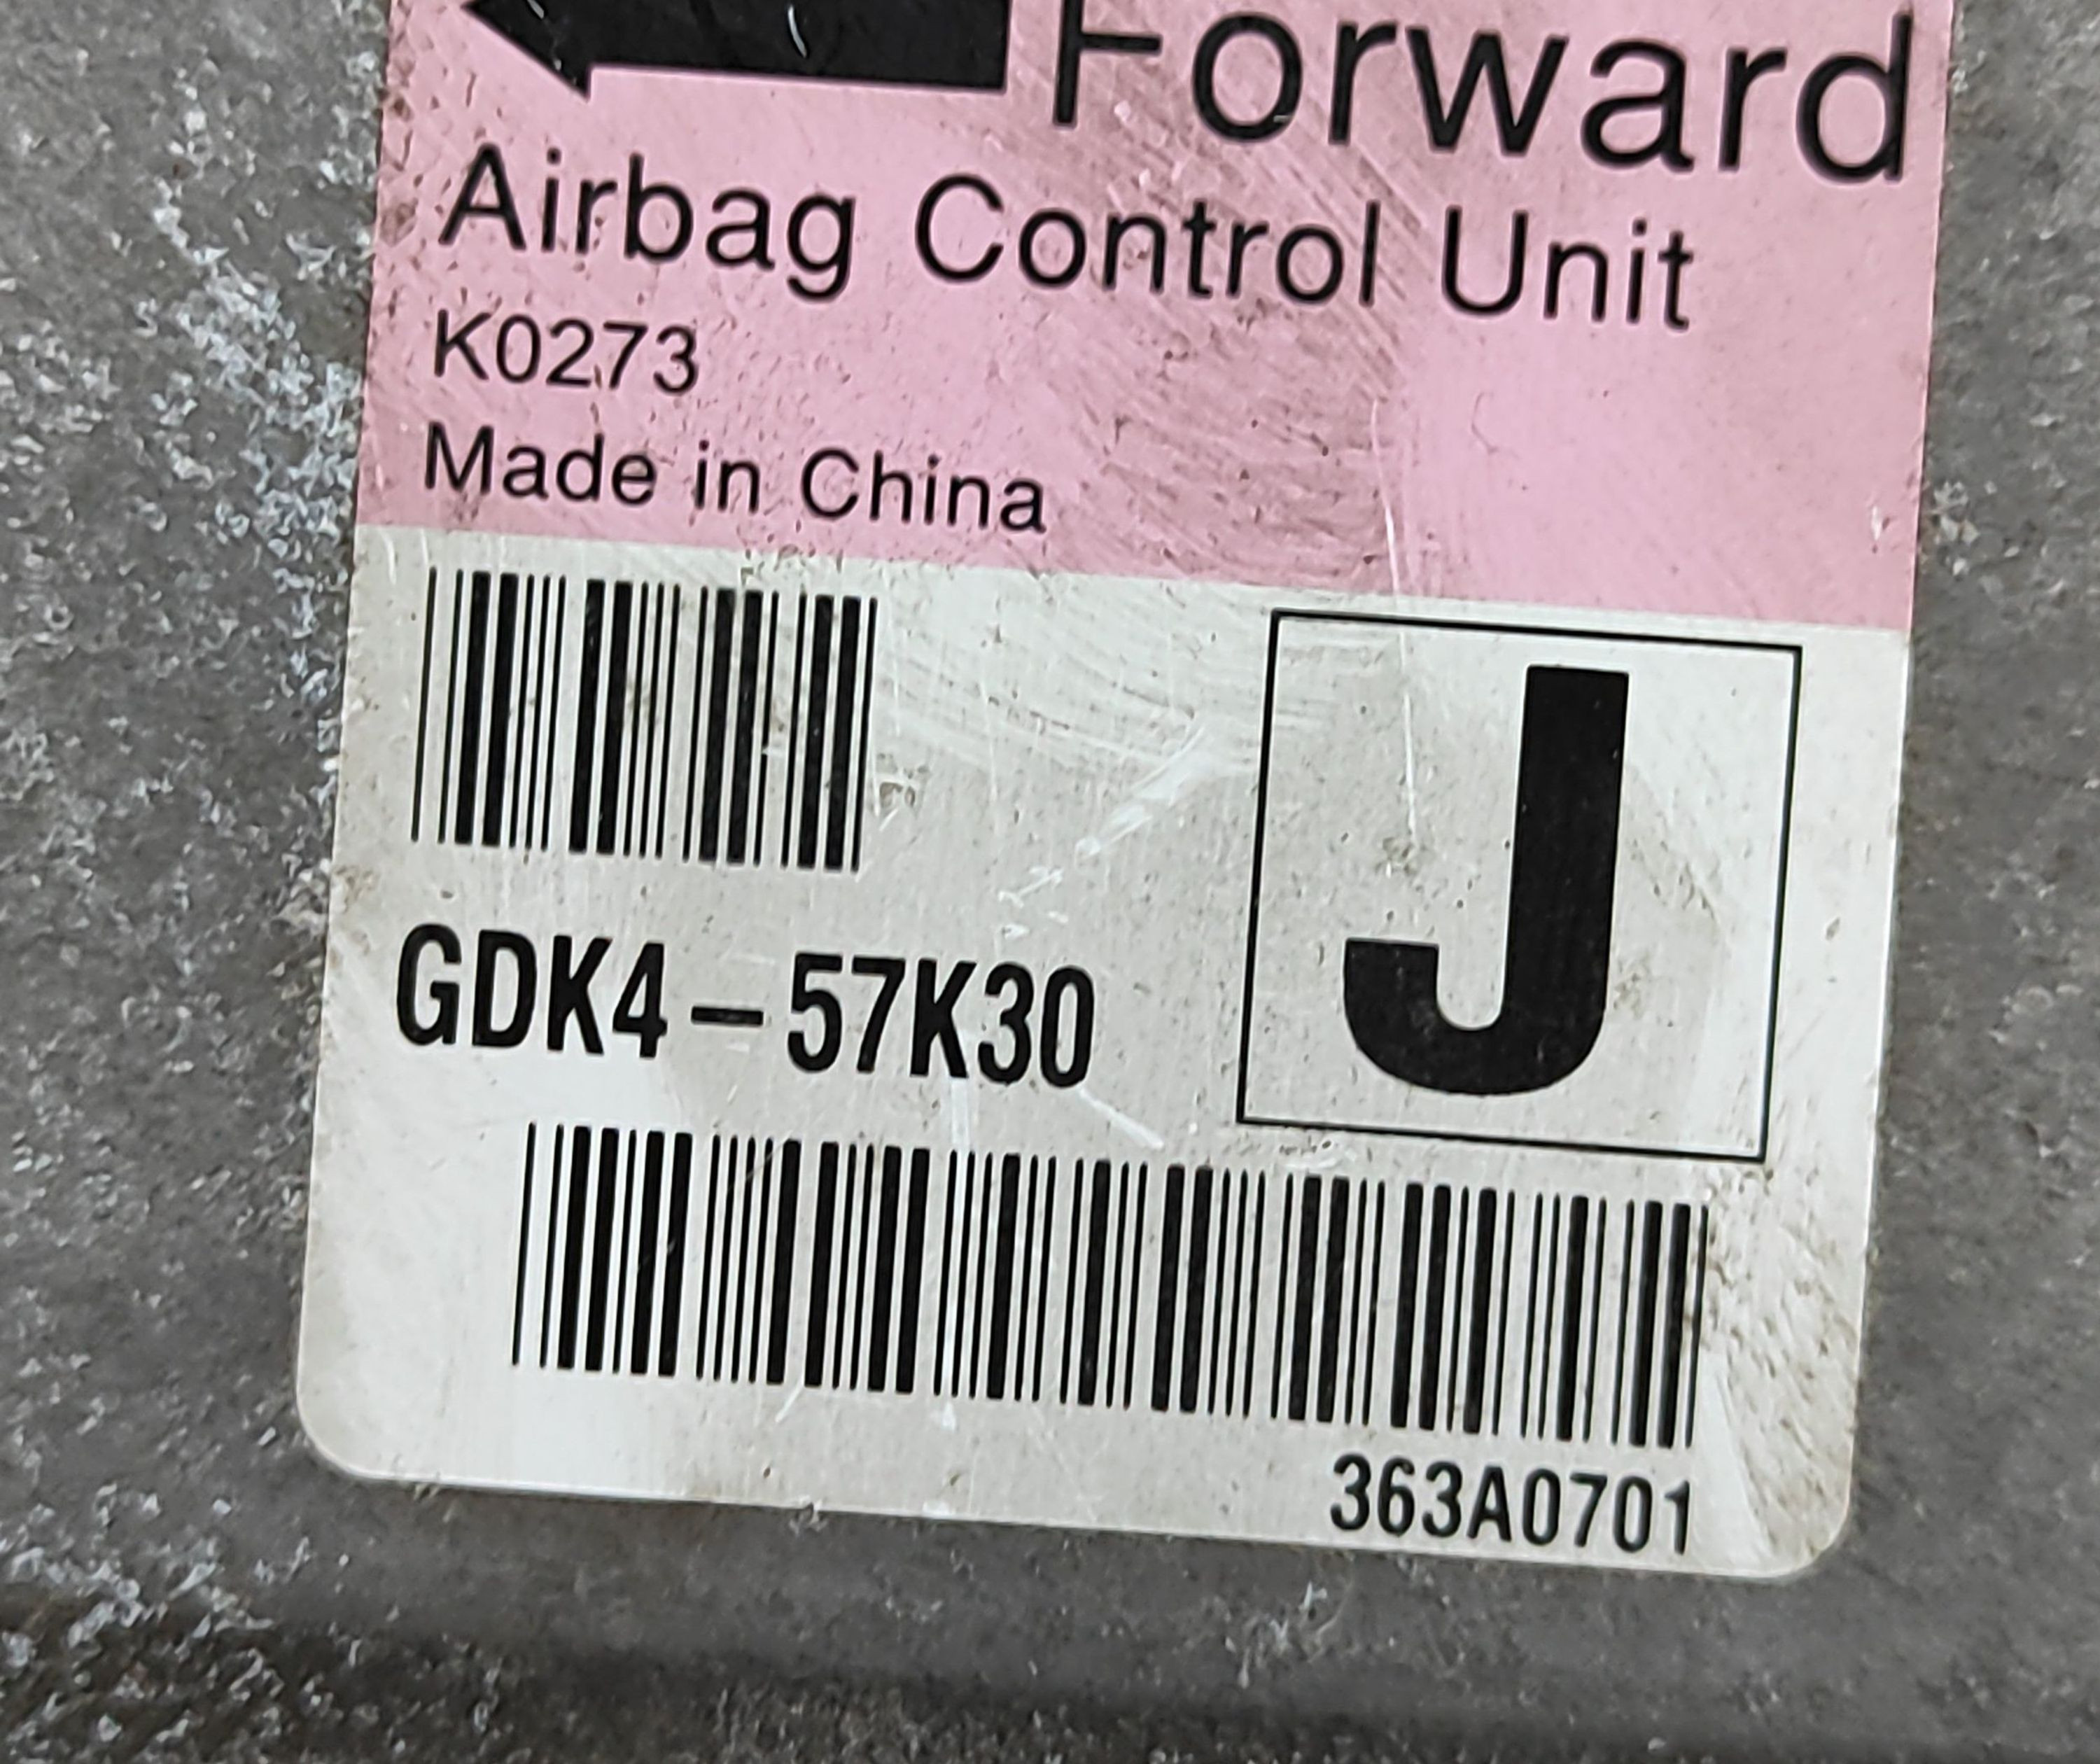 Forward
Airbag Control Unit
K0273
Made in China
J
GDK4-57K30
363A0701